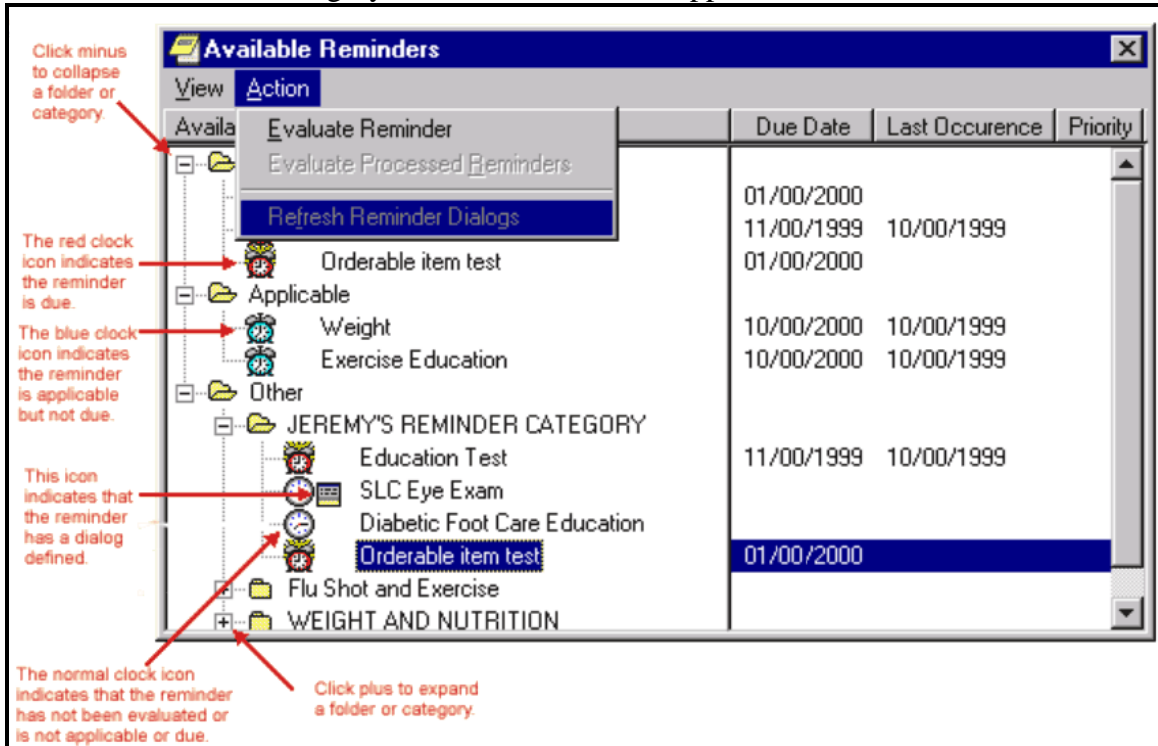 Available Reminders
View Action
Availa Due Date Last Occurence Priority
Evaluate Reminder
Evaluate Processed Reminders
Refresh Reminder Dialogs
01/00/2000
11/00/1999 10/00/1999
Orderable item test 01/00/2000
Applicable
Weight 10/00/2000 10/00/1999
Exercise Education 10/00/2000 10/00/1999
Other
JEREMY'S REMINDER CATEGORY
Education Test 11/00/1999 10/00/1999
SLC Eye Exam
Diabetic Foot Care Education
Orderable item test 01/00/2000
Flu Shot and Exercise
WEIGHT AND NUTRITION
Click minus
to collapse
a folder or
category.
The red clock
icon indicates
the reminder
is due.
The blue clock
icon indicates
the reminder
is applicable
but not due.
This icon
indicates that
the reminder
has a dialog
defined.
The normal clock icon
indicates that the reminder
has not been evaluated or
is not applicable or due.
Click plus to expand
a folder or category.